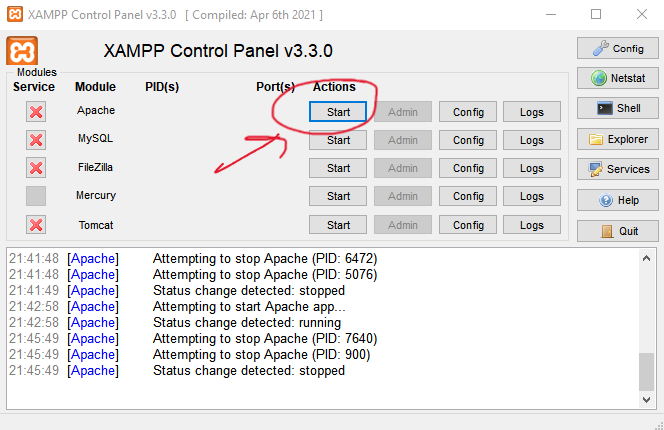 XAMPP Control Panel v3.3.0 [ Compiled: Apr 6th 2021 ]
XAMPP Control Panel v3.3.0
Config
Modules
Service Module PID(s) Port(s) Actions
Netstat
Apache Start Admin Config Logs
Shell
MySQL Start Admin Config Logs
Explorer
FileZilla Start Admin Config Logs
Services
Mercury Start Admin Config Logs
Help
Tomcat Start Admin Config Logs
Quit
21:41:48 [Apache] Attempting to stop Apache (PID: 6472)
21:41:48 [Apache] Attempting to stop Apache (PID: 5076)
21:41:49 [Apache] Status change detected: stopped
21:42:58 [Apache] Attempting to start Apache app...
21:42:58 [Apache] Status change detected: running
21:45:49 [Apache] Attempting to stop Apache (PID: 7640)
21:45:49 [Apache] Attempting to stop Apache (PID: 900)
21:45:49 [Apache] Status change detected: stopped